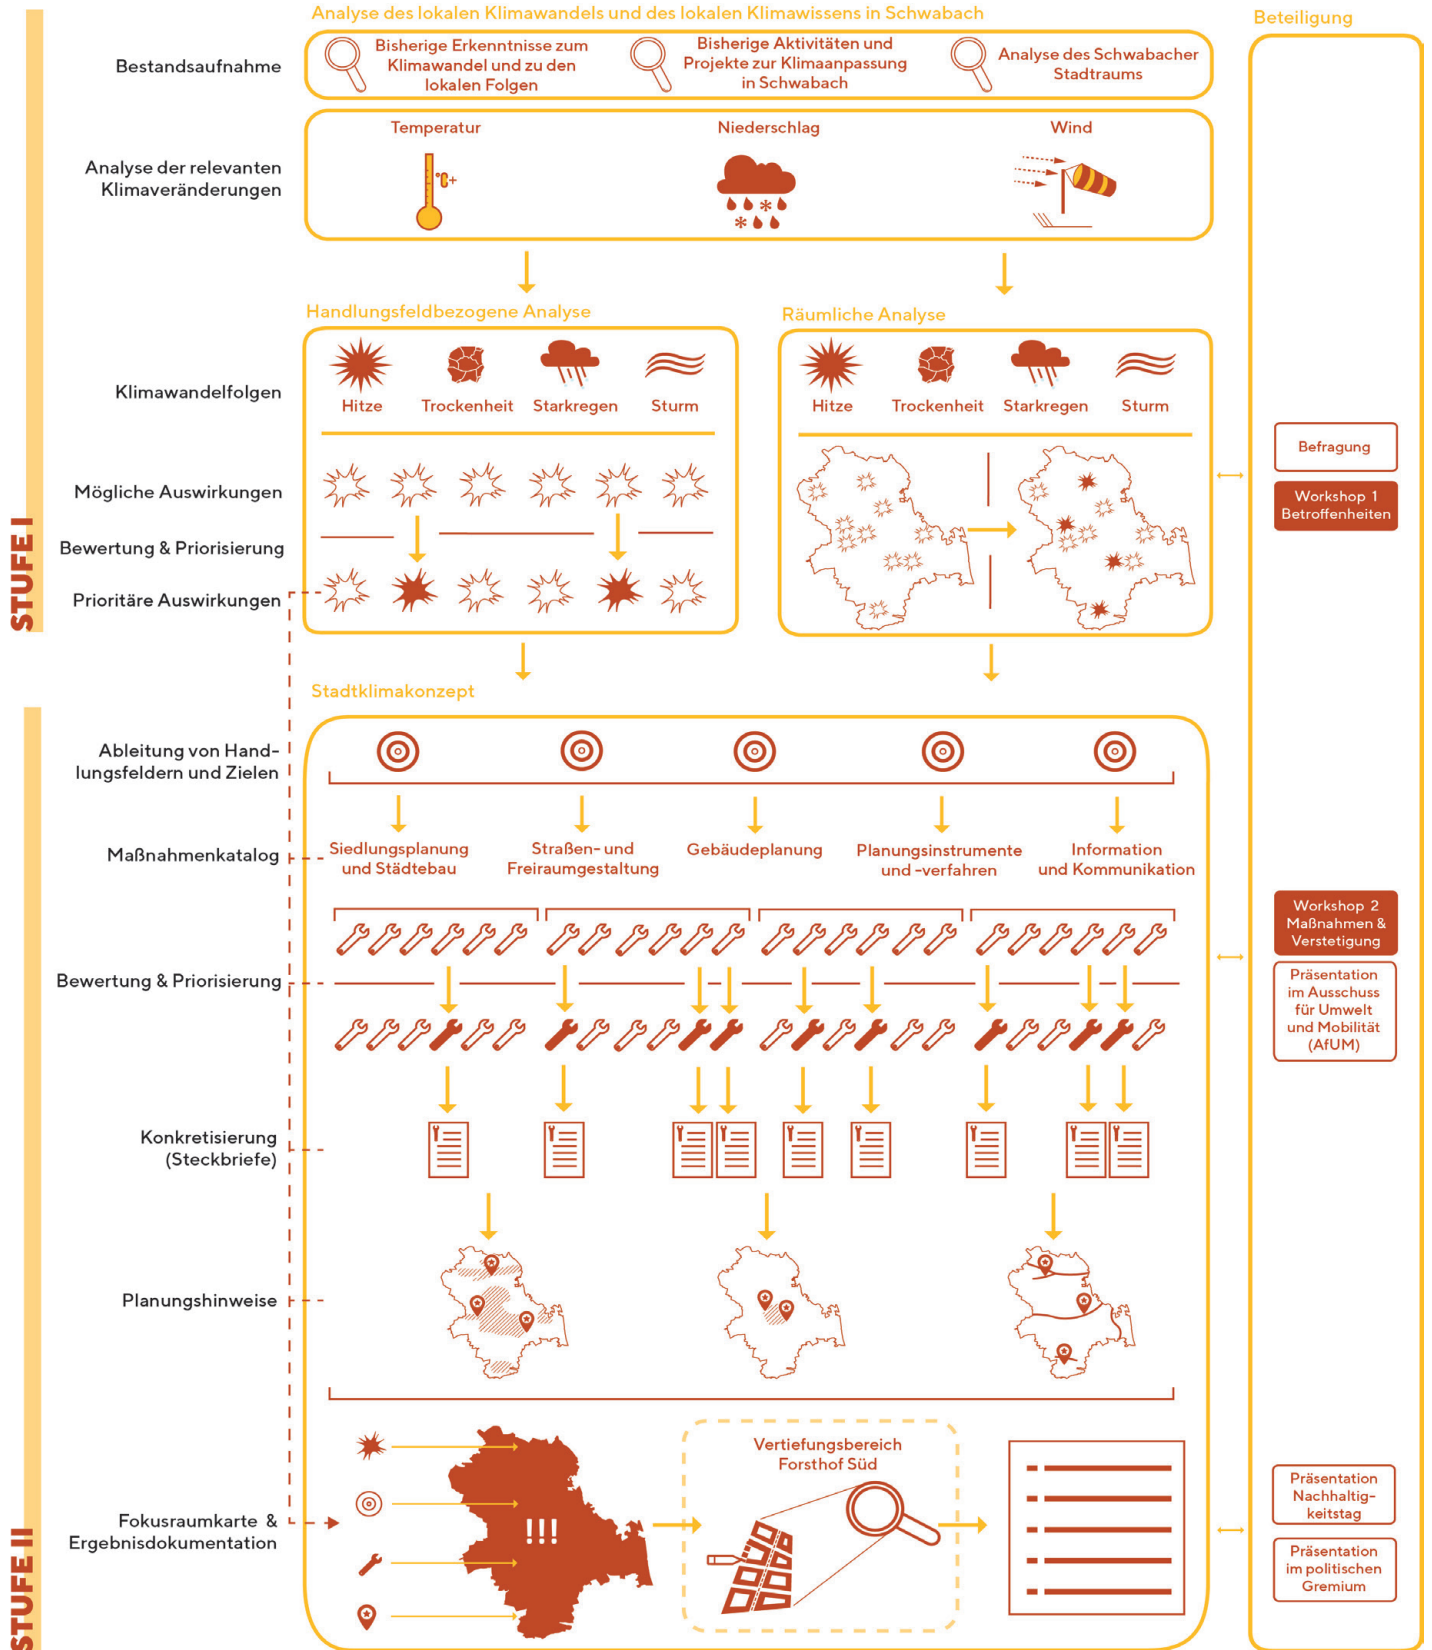 Analyse des lokalen Klimawandels und des lokalen Klimawissens in Schwabach
Beteiligung
STUFE I
Bestandsaufnahme
Bisherige Erkenntnisse zum
Klimawandel und zu den
lokalen Folgen
Bisherige Aktivitäten und
Projekte zur Klimaanpassung
in Schwabach
Analyse des Schwabacher
Stadtraums
Analyse der relevanten
Klimaveränderungen
Temperatur
°C+
Niederschlag
Wind
Handlungsfeldbezogene Analyse
Räumliche Analyse
Klimawandelfolgen
Hitze
Trockenheit
Starkregen
Sturm
Hitze
Trockenheit
Starkregen
Sturm
Mögliche Auswirkungen
Bewertung & Priorisierung
Prioritäre Auswirkungen
Befragung
Workshop 1
Betroffenheiten
STUFE II
Stadtklimakonzept
Ableitung von Hand-
lungsfeldern und Zielen
Maßnahmenkatalog
Siedlungsplanung
und Städtebau
Straßen- und
Freiraumgestaltung
Gebäudeplanung
Planungsinstrumente
und -verfahren
Information
und Kommunikation
Bewertung & Priorisierung
Workshop 2
Maßnahmen &
Verstetigung
Präsentation
im Ausschuss
für Umwelt
und Mobilität
(AfUM)
Konkretisierung
(Steckbriefe)
Planungshinweise
Fokusraumkarte &
Ergebnisdokumentation
!!!
Vertiefungsbereich
Forsthof Süd
Präsentation
Nachhaltig-
keitstag
Präsentation
im politischen
Gremium